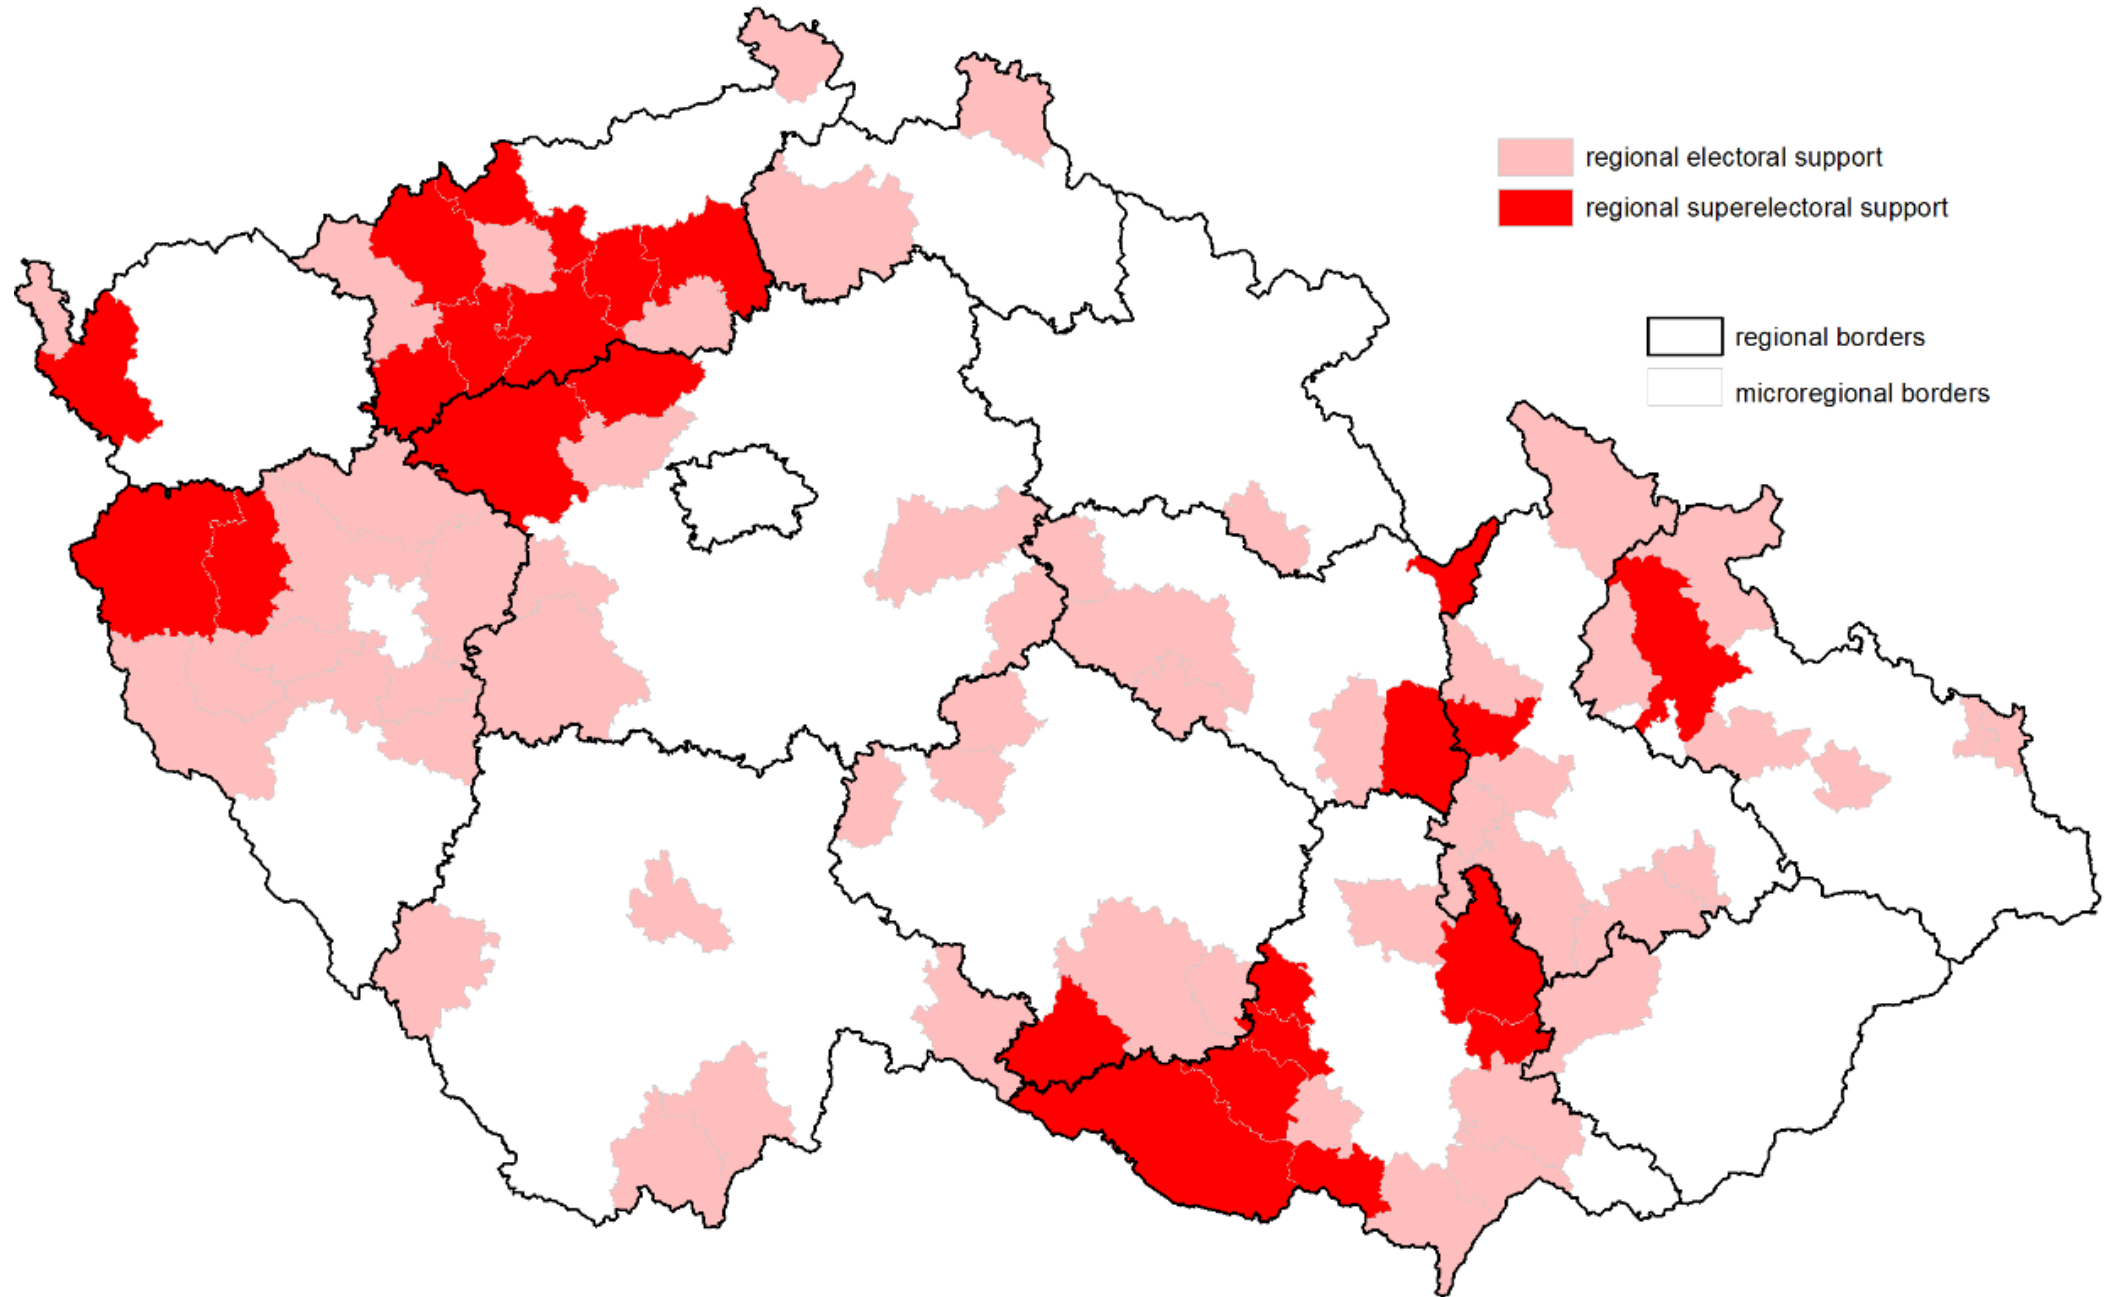 regional electoral support
regional superelectoral support
regional borders
microregional borders